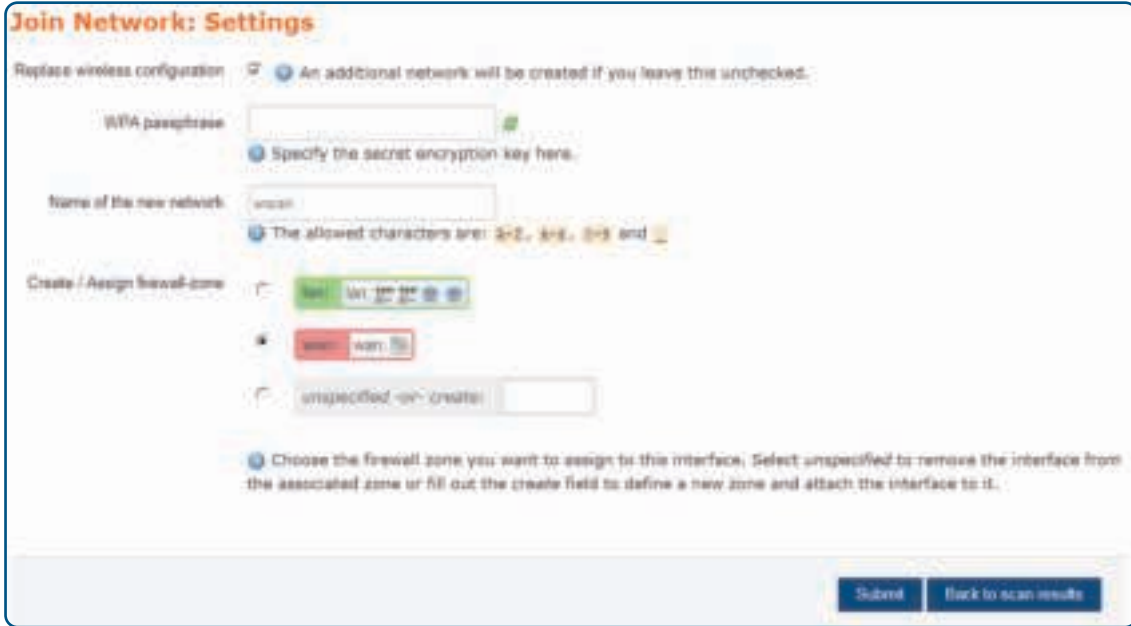 Join Network: Settings
Replace wireless configuration
An additional network will be created if you leave this unchecked.
WPA passphrase
Specify the secret encryption key here.
Name of the new network
The allowed characters are: A-Z, a-z, 0-9 and _
Create / Assign firewall-zone
lan:
wan: wan:
unspecified -or- create:
Choose the firewall zone you want to assign to this interface. Select unspecified to remove the interface from
the associated zone or fill out the create field to define a new zone and attach the interface to it.
Submit
Back to scan results